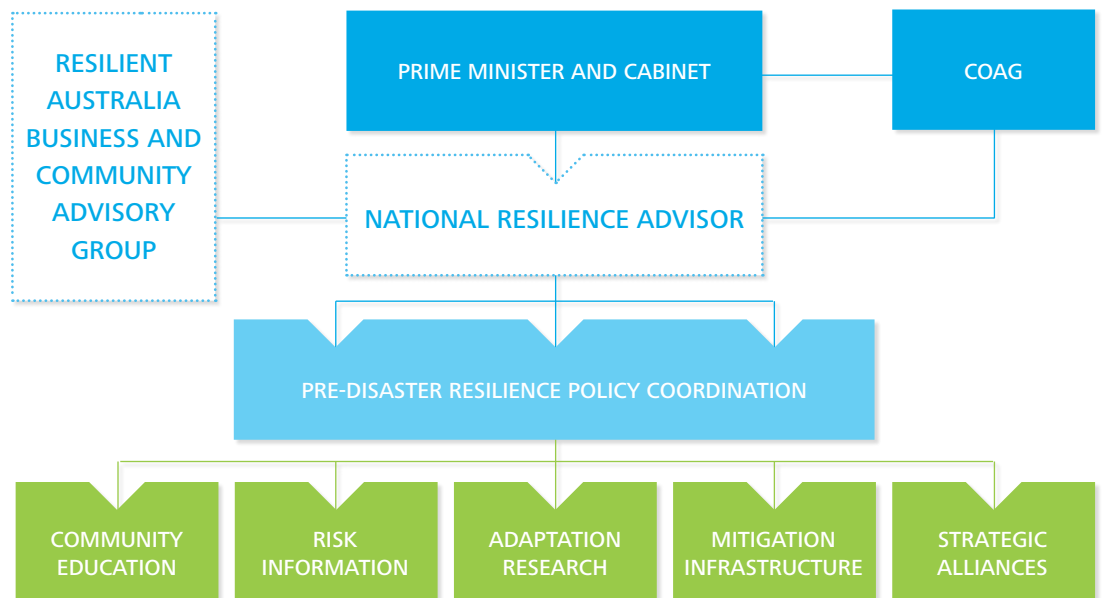 RESILIENT
AUSTRALIA
BUSINESS AND
COMMUNITY
ADVISORY
GROUP
PRIME MINISTER AND CABINET
COAG
NATIONAL RESILIENCE ADVISOR
PRE-DISASTER RESILIENCE POLICY COORDINATION
COMMUNITY
EDUCATION
RISK
INFORMATION
ADAPTATION
RESEARCH
MITIGATION
INFRASTRUCTURE
STRATEGIC
ALLIANCES